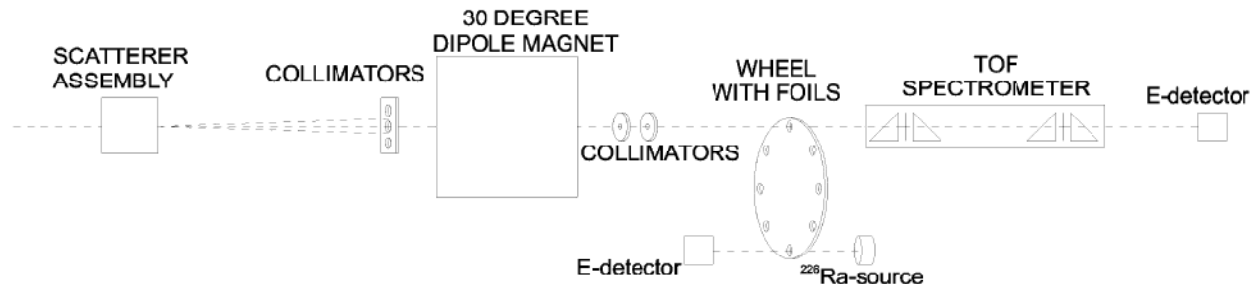 30 DEGREE
DIPOLE MAGNET
SCATTERER
ASSEMBLY
COLLIMATORS
WHEEL
WITH FOILS
TOF
SPECTROMETER
E-detector
COLLIMATORS
E-detector
²²⁶Ra-source